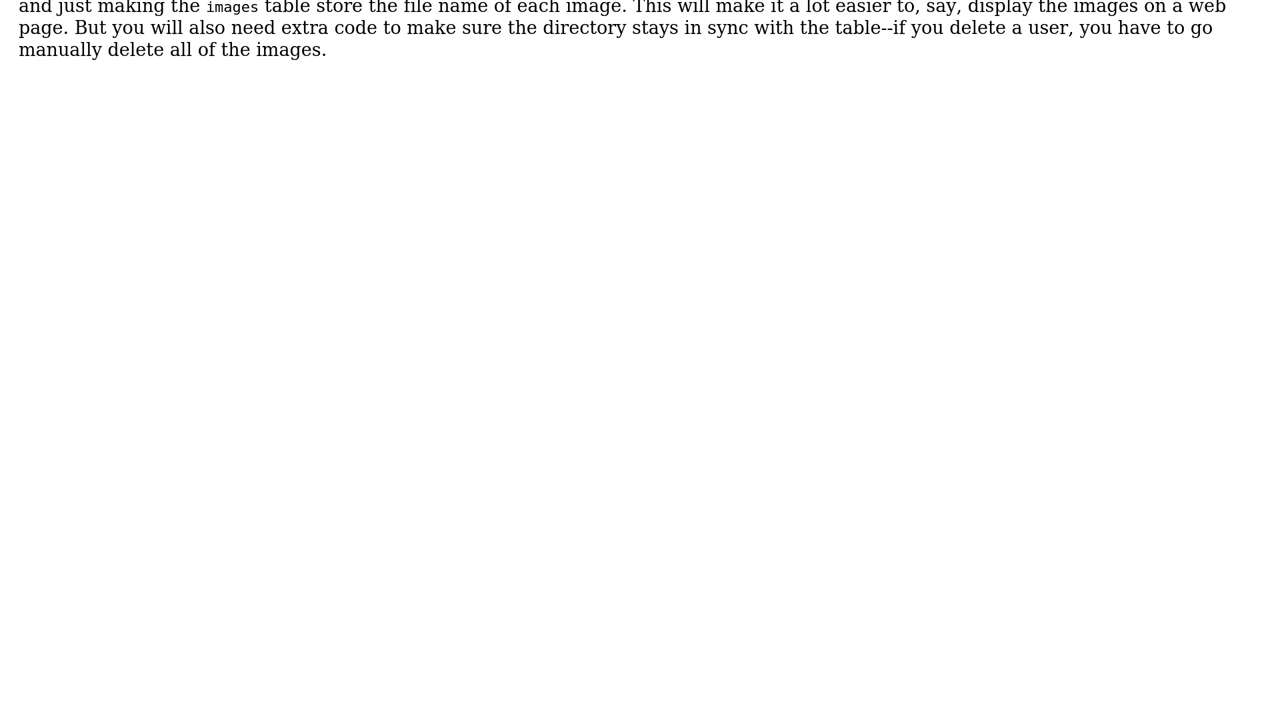 and just making the images table store the file name of each image. This will make it a lot easier to, say, display the images on a web
page. But you will also need extra code to make sure the directory stays in sync with the table--if you delete a user, you have to go
manually delete all of the images.